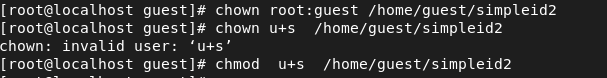 [root@localhost guest]# chown root:guest /home/guest/simpleid2
[root@localhost guest]# chown u+s  /home/guest/simpleid2
chown: invalid user: ‘u+s’
[root@localhost guest]# chmod  u+s  /home/guest/simpleid2